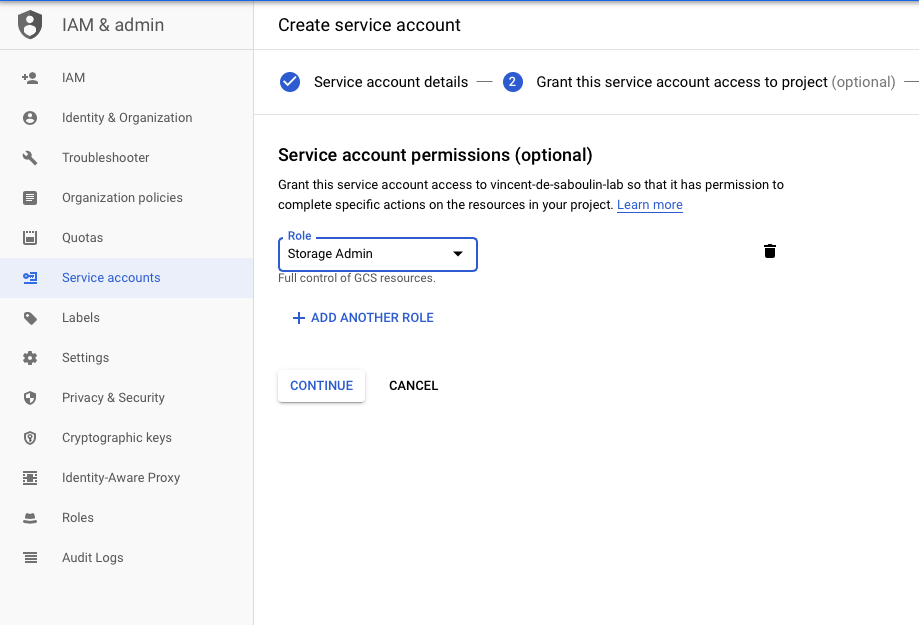 IAM & admin
Create service account
IAM
Identity & Organization
Troubleshooter
Organization policies
Quotas
Service accounts
Labels
Settings
Privacy & Security
Cryptographic keys
Identity-Aware Proxy
Roles
Audit Logs
Service account details — 2 Grant this service account access to project (optional) —
Service account permissions (optional)
Grant this service account access to vincent-de-saboulin-lab so that it has permission to
complete specific actions on the resources in your project. Learn more
Role
Storage Admin
Full control of GCS resources.
+ ADD ANOTHER ROLE
CONTINUE CANCEL